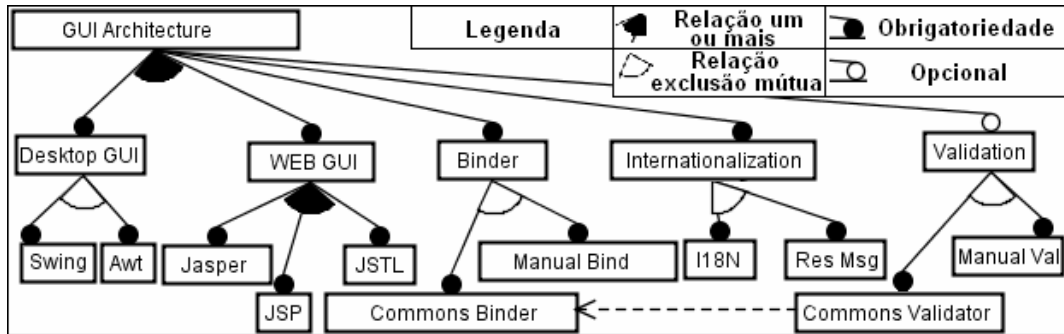 GUI Architecture
Legenda
Relação um
ou mais
Obrigatoriedade
Relação
exclusão mútua
Opcional
Desktop GUI
WEB GUI
Binder
Internationalization
Validation
Swing
Awt
Jasper
JSTL
Manual Bind
I18N
Res Msg
Manual Val
JSP
Commons Binder
Commons Validator